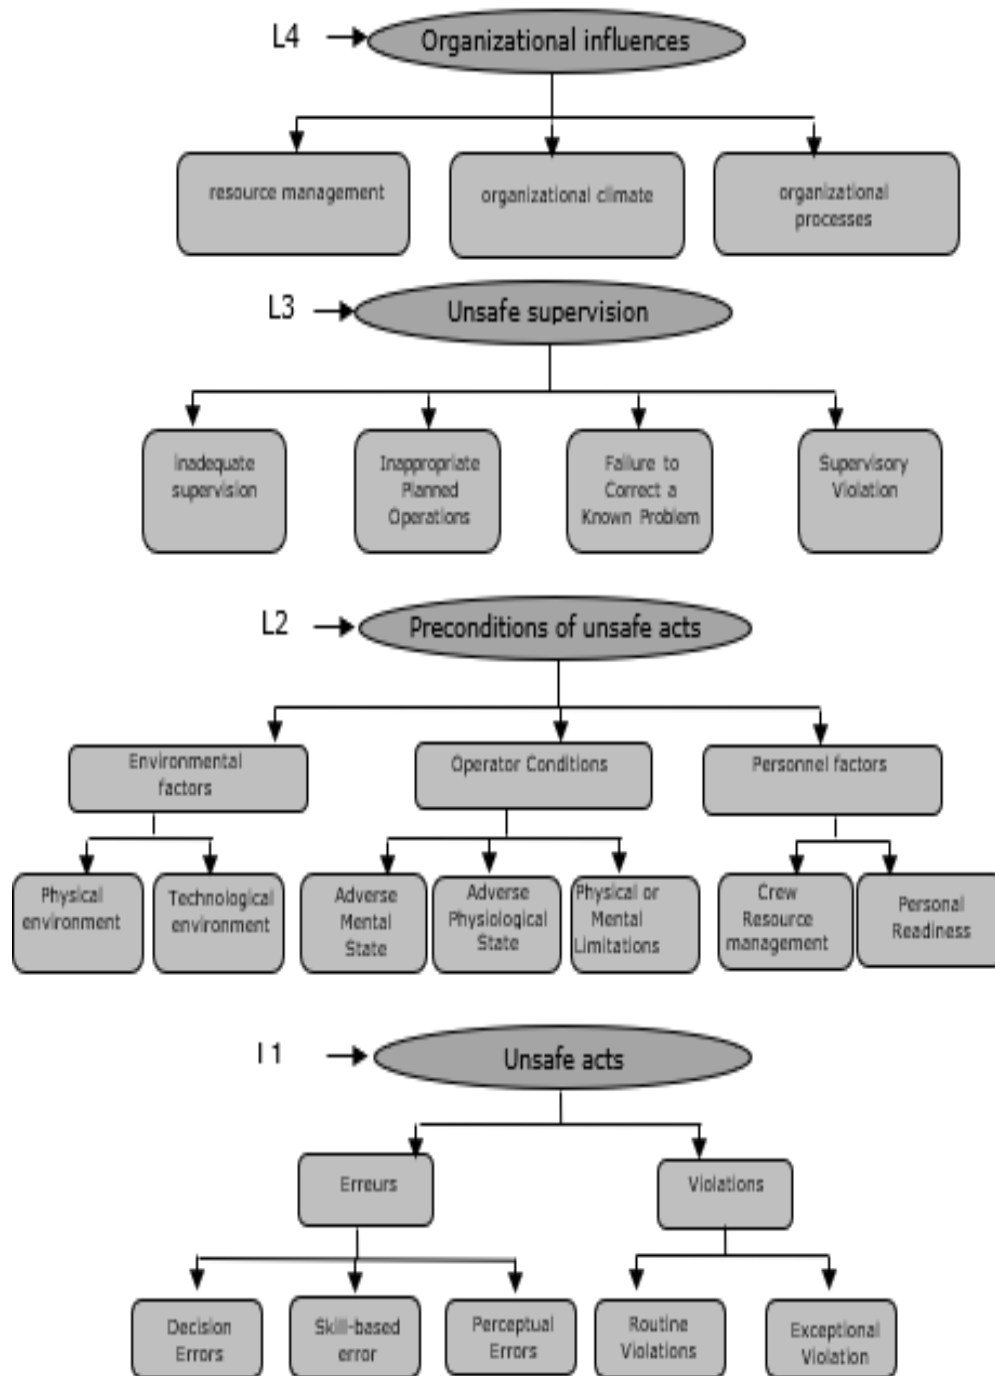 L4
Organizational influences
resource management
organizational climate
organizational
processes
L3
Unsafe supervision
Inadequate
supervision
Inappropriate
Planned
Operations
Failure to
Correct a
Known Problem
Supervisory
Violation
L2
Preconditions of unsafe acts
Environmental
factors
Operator Conditions
Personnel factors
Physical
environment
Technological
environment
Adverse
Mental
State
Adverse
Physiological
State
Physical or
Mental
Limitations
Crew
Resource
management
Personal
Readiness
l 1
Unsafe acts
Erreurs
Violations
Decision
Errors
Skill-based
error
Perceptual
Errors
Routine
Violations
Exceptional
Violation